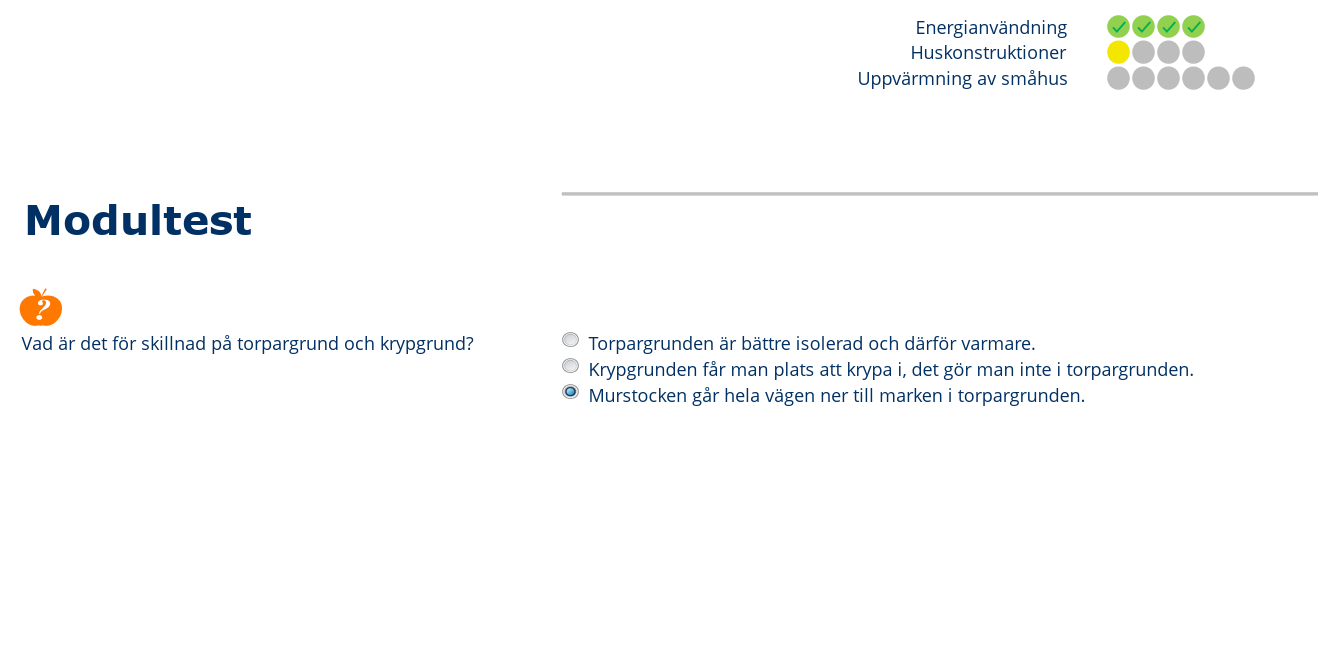 Energianvändning
Huskonstruktioner
Uppvärmning av småhus
Modultest
?
Vad är det för skillnad på torpargrund och krypgrund?
Torpargrunden är bättre isolerad och därför varmare.
Krypgrunden får man plats att krypa i, det gör man inte i torpargrunden.
Murstocken går hela vägen ner till marken i torpargrunden.